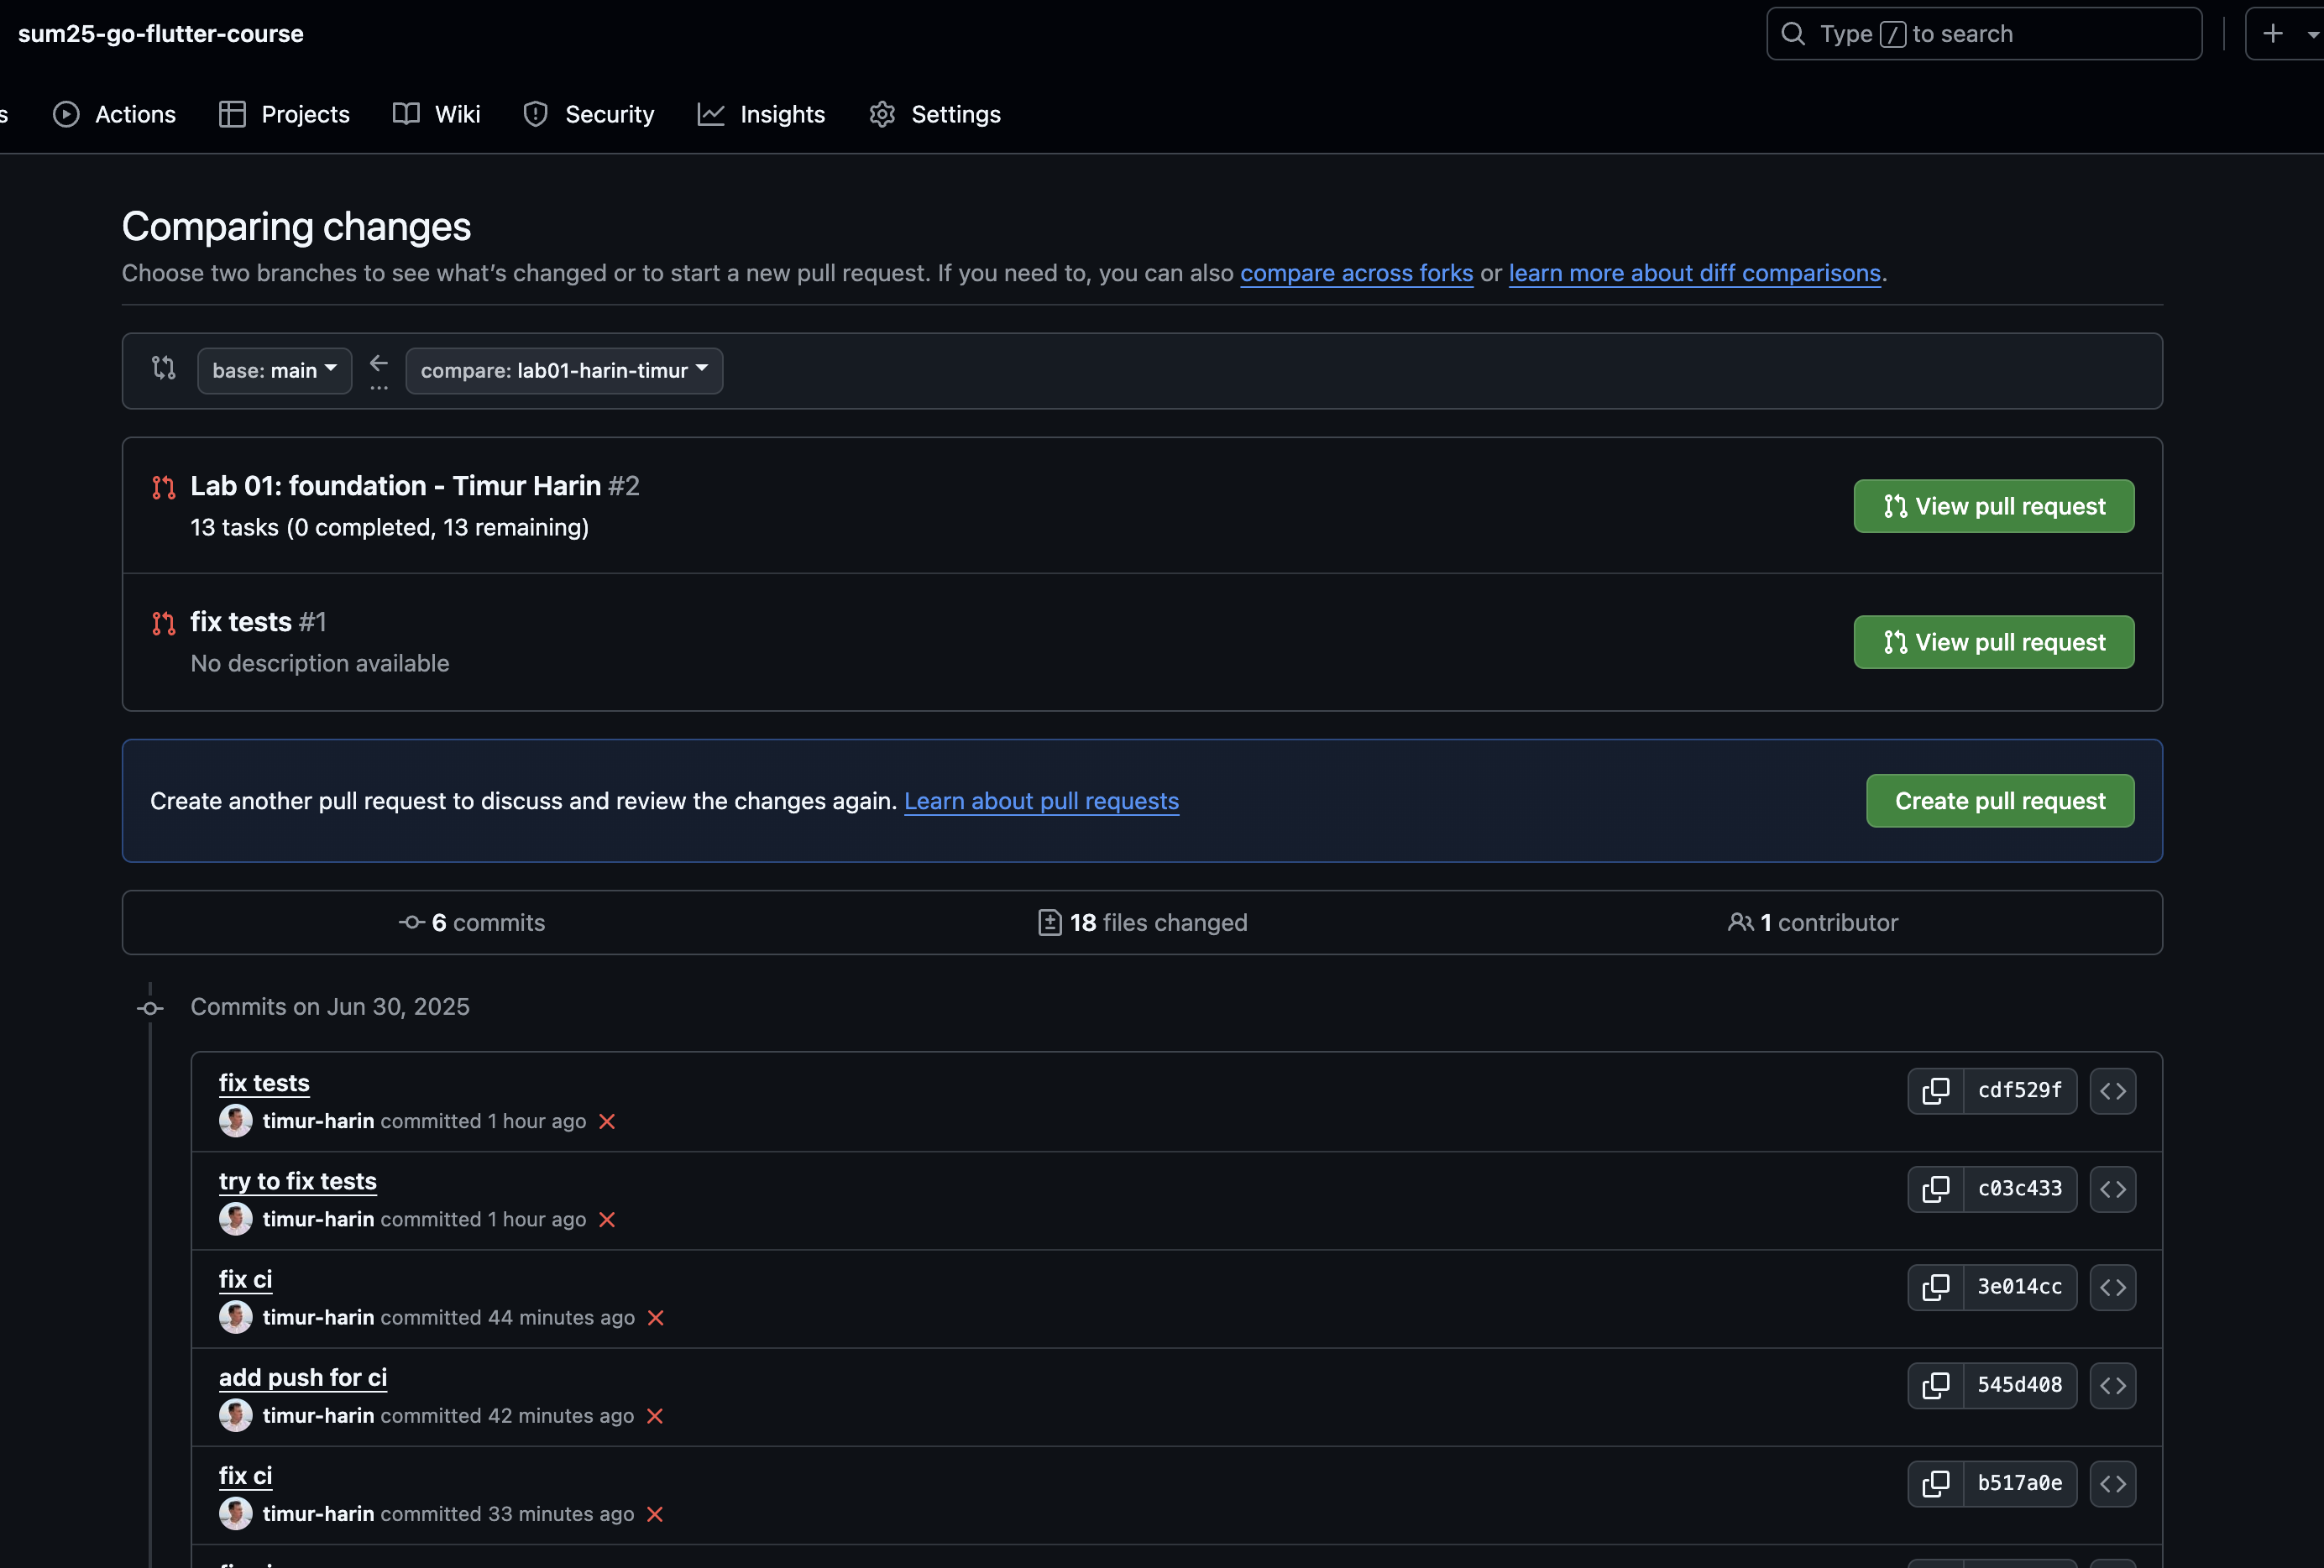 sum25-go-flutter-course
Type / to search
s Actions Projects Wiki Security Insights Settings
Comparing changes
Choose two branches to see what's changed or to start a new pull request. If you need to, you can also compare across forks or learn more about diff comparisons.
base: main ... compare: lab01-harin-timur
Lab 01: foundation - Timur Harin #2
13 tasks (0 completed, 13 remaining)
View pull request
fix tests #1
No description available
View pull request
Create another pull request to discuss and review the changes again. Learn about pull requests
Create pull request
6 commits 18 files changed 1 contributor
Commits on Jun 30, 2025
fix tests
timur-harin committed 1 hour ago
cdf529f
try to fix tests
timur-harin committed 1 hour ago
c03c433
fix ci
timur-harin committed 44 minutes ago
3e014cc
add push for ci
timur-harin committed 42 minutes ago
545d408
fix ci
timur-harin committed 33 minutes ago
b517a0e